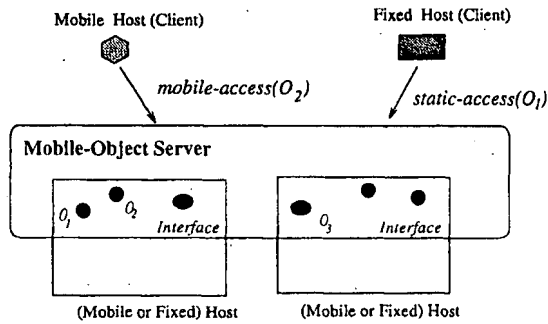 Mobile Host (Client)
Fixed Host (Client)
mobile-access(O2)
static-access(O1)
Mobile-Object Server
O1
O2
Interface
O3
Interface
(Mobile or Fixed) Host
(Mobile or Fixed) Host